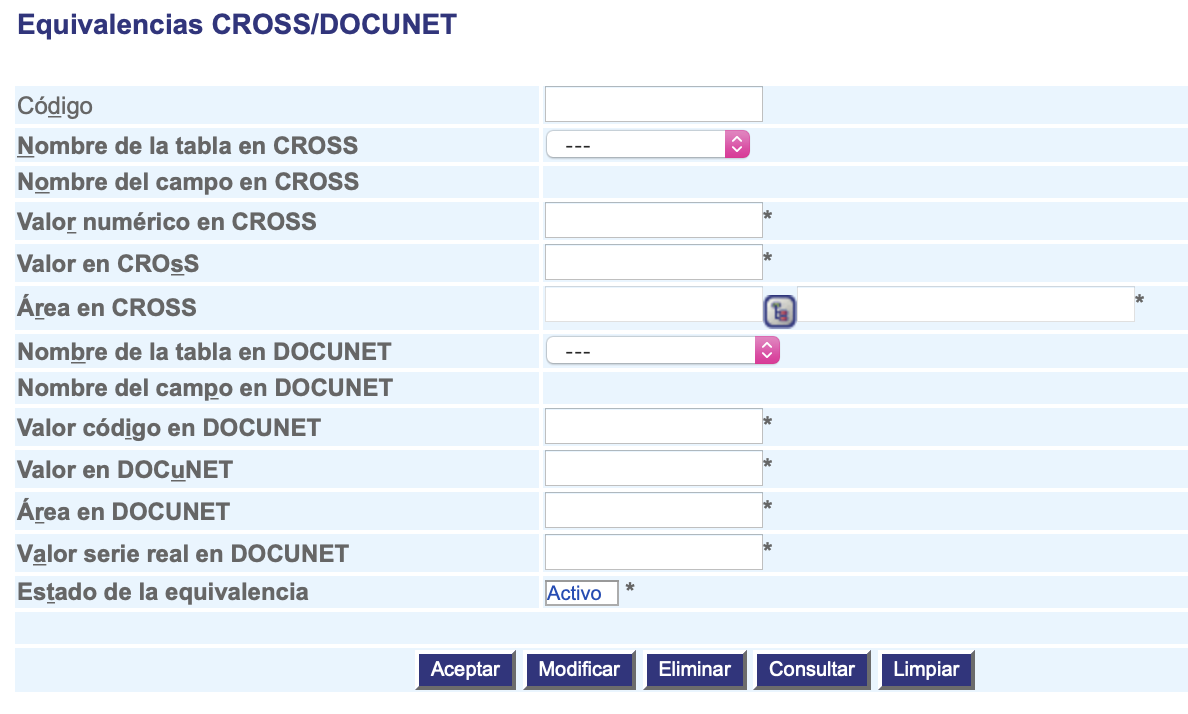 Equivalencias CROSS/DOCUNET
Código
Nombre de la tabla en CROSS ---
Nombre del campo en CROSS
Valor numérico en CROSS *
Valor en CROsS *
Área en CROSS *
Nombre de la tabla en DOCUNET ---
Nombre del campo en DOCUNET
Valor código en DOCUNET *
Valor en DOCuNET *
Área en DOCUNET *
Valor serie real en DOCUNET *
Estado de la equivalencia Activo *
Aceptar Modificar Eliminar Consultar Limpiar